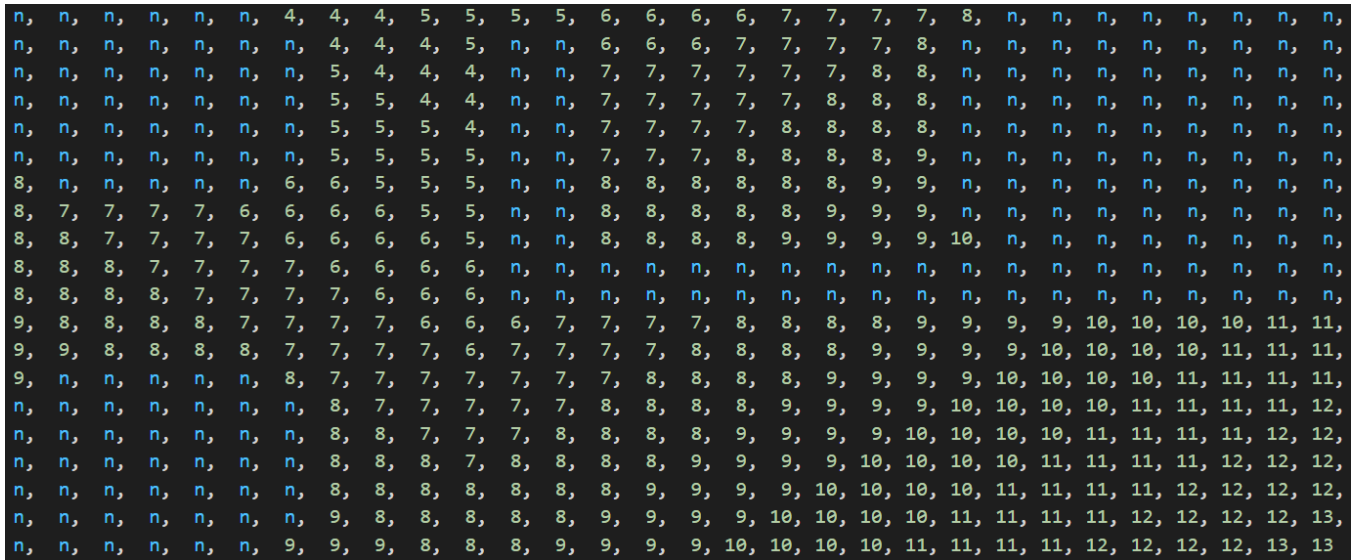 n, n, n, n, n, n, 4, 4, 4, 5, 5, 5, 5, 6, 6, 6, 6, 7, 7, 7, 7, 8, n, n, n, n, n, n, n, n,
n, n, n, n, n, n, n, 4, 4, 4, 5, n, n, 6, 6, 6, 7, 7, 7, 7, 8, n, n, n, n, n, n, n, n, n,
n, n, n, n, n, n, n, 5, 4, 4, 4, n, n, 7, 7, 7, 7, 7, 7, 8, 8, n, n, n, n, n, n, n, n, n,
n, n, n, n, n, n, n, 5, 5, 4, 4, n, n, 7, 7, 7, 7, 7, 8, 8, 8, n, n, n, n, n, n, n, n, n,
n, n, n, n, n, n, n, 5, 5, 5, 4, n, n, 7, 7, 7, 7, 8, 8, 8, 8, n, n, n, n, n, n, n, n, n,
n, n, n, n, n, n, n, 5, 5, 5, 5, n, n, 7, 7, 7, 8, 8, 8, 8, 9, n, n, n, n, n, n, n, n, n,
8, n, n, n, n, n, 6, 6, 5, 5, 5, n, n, 8, 8, 8, 8, 8, 8, 9, 9, n, n, n, n, n, n, n, n, n,
8, 7, 7, 7, 7, 6, 6, 6, 6, 5, 5, n, n, 8, 8, 8, 8, 8, 9, 9, 9, n, n, n, n, n, n, n, n, n,
8, 8, 7, 7, 7, 7, 6, 6, 6, 6, 5, n, n, 8, 8, 8, 8, 9, 9, 9, 9, 10, n, n, n, n, n, n, n, n,
8, 8, 8, 7, 7, 7, 7, 6, 6, 6, 6, n, n, n, n, n, n, n, n, n, n, n, n, n, n, n, n, n, n, n,
8, 8, 8, 8, 7, 7, 7, 7, 6, 6, 6, n, n, n, n, n, n, n, n, n, n, n, n, n, n, n, n, n, n, n,
9, 8, 8, 8, 8, 7, 7, 7, 7, 6, 6, 6, 7, 7, 7, 7, 8, 8, 8, 8, 9, 9, 9, 9, 10, 10, 10, 10, 11, 11,
9, 9, 8, 8, 8, 8, 7, 7, 7, 7, 6, 7, 7, 7, 7, 8, 8, 8, 8, 9, 9, 9, 9, 10, 10, 10, 10, 11, 11, 11,
9, n, n, n, n, n, 8, 7, 7, 7, 7, 7, 7, 7, 8, 8, 8, 8, 9, 9, 9, 9, 10, 10, 10, 10, 11, 11, 11, 11,
n, n, n, n, n, n, n, 8, 7, 7, 7, 7, 7, 8, 8, 8, 8, 9, 9, 9, 9, 10, 10, 10, 10, 11, 11, 11, 11, 12,
n, n, n, n, n, n, n, 8, 8, 7, 7, 7, 8, 8, 8, 8, 9, 9, 9, 9, 10, 10, 10, 10, 11, 11, 11, 11, 12, 12,
n, n, n, n, n, n, n, 8, 8, 8, 7, 8, 8, 8, 8, 9, 9, 9, 9, 10, 10, 10, 10, 11, 11, 11, 11, 12, 12, 12,
n, n, n, n, n, n, n, 8, 8, 8, 8, 8, 8, 8, 9, 9, 9, 9, 10, 10, 10, 10, 11, 11, 11, 11, 12, 12, 12, 12,
n, n, n, n, n, n, n, 9, 8, 8, 8, 8, 8, 9, 9, 9, 9, 10, 10, 10, 10, 11, 11, 11, 11, 12, 12, 12, 12, 13,
n, n, n, n, n, n, 9, 9, 9, 8, 8, 8, 9, 9, 9, 9, 10, 10, 10, 10, 11, 11, 11, 11, 12, 12, 12, 12, 13, 13